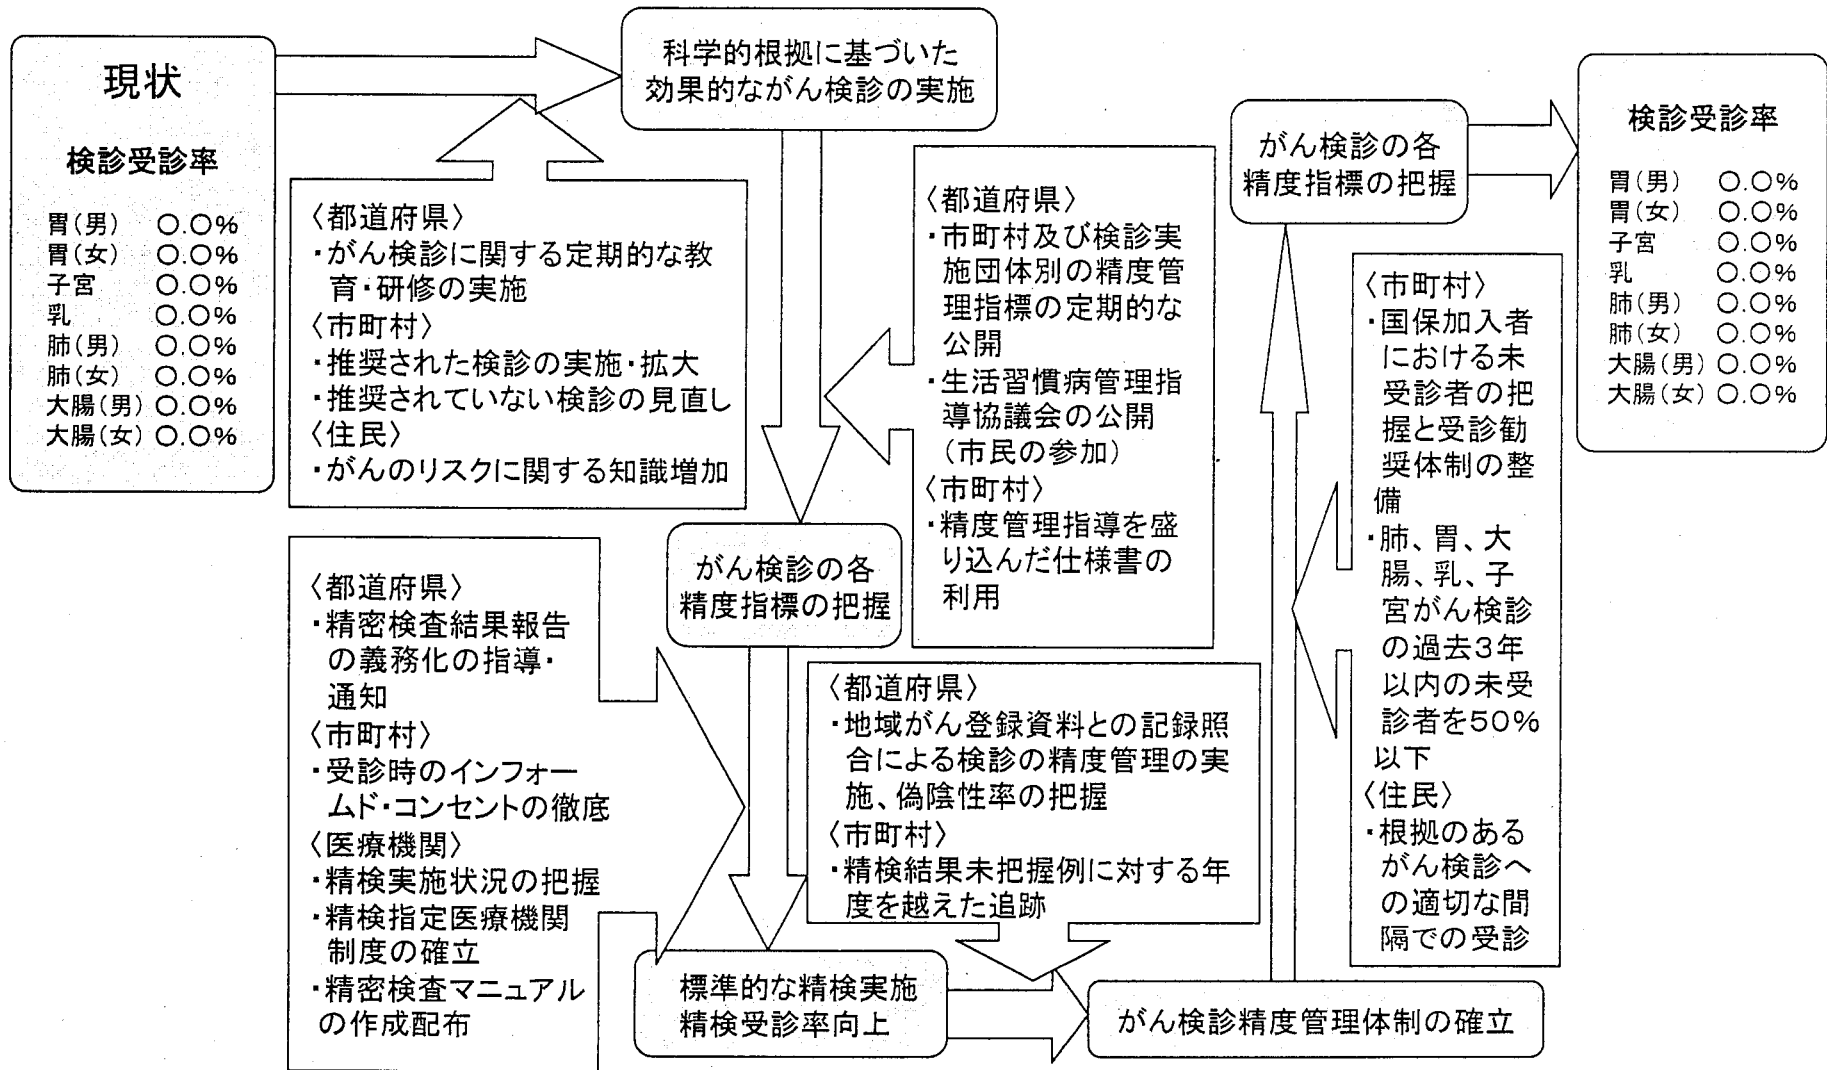 現状
検診受診率
胃(男) 〇.〇%
胃(女) 〇.〇%
子宮 〇.〇%
乳 〇.〇%
肺(男) 〇.〇%
肺(女) 〇.〇%
大腸(男) 〇.〇%
大腸(女) 〇.〇%
科学的根拠に基づいた
効果的ながん検診の実施
〈都道府県〉
・がん検診に関する定期的な教
育・研修の実施
〈市町村〉
・推奨された検診の実施・拡大
・推奨されていない検診の見直し
〈住民〉
・がんのリスクに関する知識増加
〈都道府県〉
・市町村及び検診実
施団体別の精度管
理指標の定期的な
公開
・生活習慣病管理指
導協議会の公開
(市民の参加)
〈市町村〉
・精度管理指導を盛
り込んだ仕様書の
利用
がん検診の各
精度指標の把握
〈都道府県〉
・精密検査結果報告
の義務化の指導・
通知
〈市町村〉
・受診時のインフォー
ムド・コンセントの徹底
〈医療機関〉
・精検実施状況の把握
・精検指定医療機関
制度の確立
・精密検査マニュアル
の作成配布
標準的な精検実施
精検受診率向上
〈都道府県〉
・地域がん登録資料との記録照
合による検診の精度管理の実
施、偽陰性率の把握
〈市町村〉
・精検結果未把握例に対する年
度を越えた追跡
がん検診精度管理体制の確立
〈市町村〉
・国保加入者
における未
受診者の把
握と受診勧
奨体制の整
備
・肺、胃、大
腸、乳、子
宮がん検診
の過去3年
以内の未受
診者を50%
以下
〈住民〉
・根拠のある
がん検診へ
の適切な間
隔での受診
がん検診の各
精度指標の把握
検診受診率
胃(男) 〇.〇%
胃(女) 〇.〇%
子宮 〇.〇%
乳 〇.〇%
肺(男) 〇.〇%
肺(女) 〇.〇%
大腸(男) 〇.〇%
大腸(女) 〇.〇%